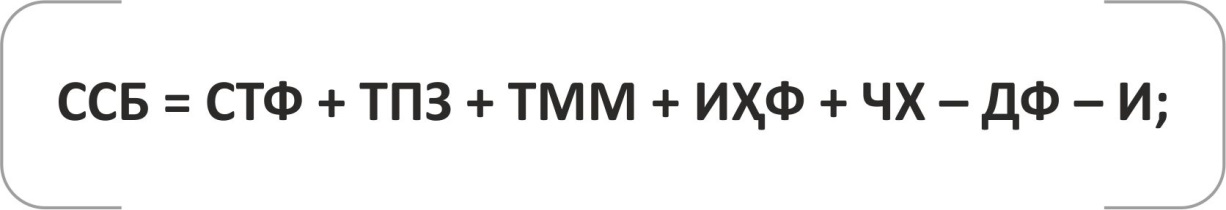 ССБ = СТФ + ТПЗ + ТММ + ИҲФ + ЧХ – ДФ – И;